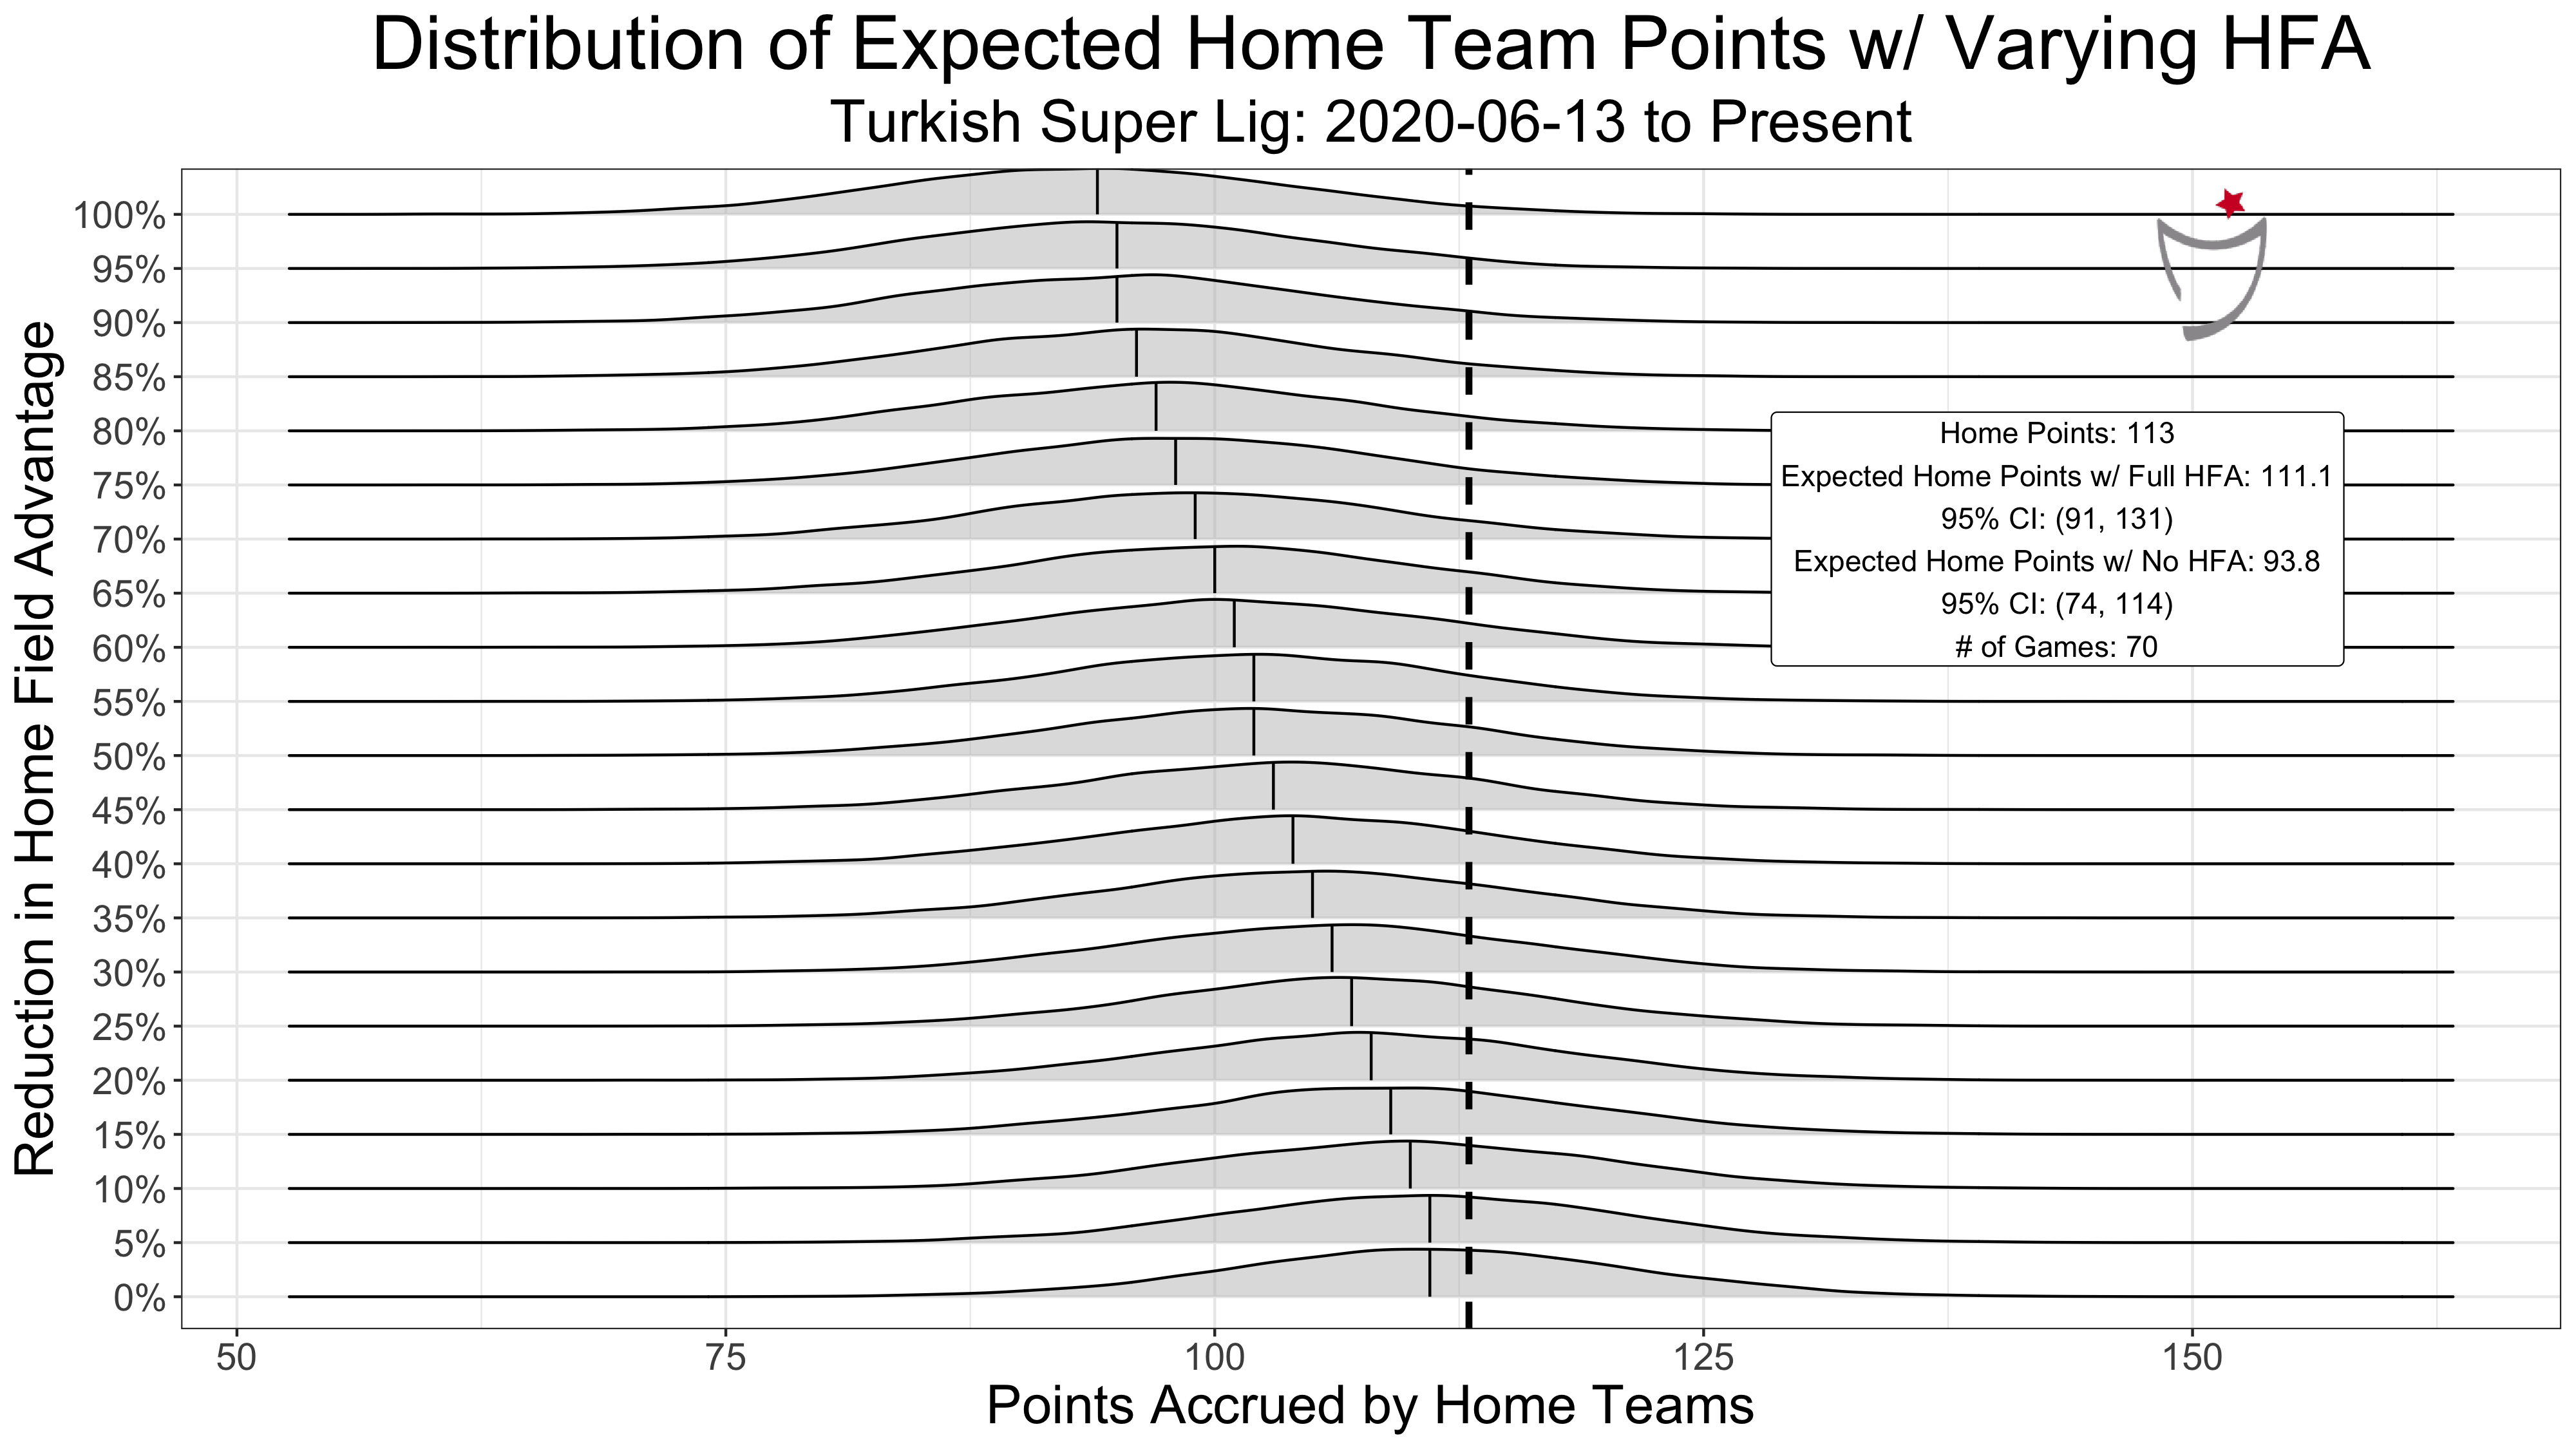 Distribution of Expected Home Team Points w/ Varying HFA
Turkish Super Lig: 2020-06-13 to Present
Reduction in Home Field Advantage
100%
95%
90%
85%
80%
75%
70%
65%
60%
55%
50%
45%
40%
35%
30%
25%
20%
15%
10%
5%
0%
Home Points: 113
Expected Home Points w/ Full HFA: 111.1
95% CI: (91, 131)
Expected Home Points w/ No HFA: 93.8
95% CI: (74, 114)
# of Games: 70
50 75 100 125 150
Points Accrued by Home Teams